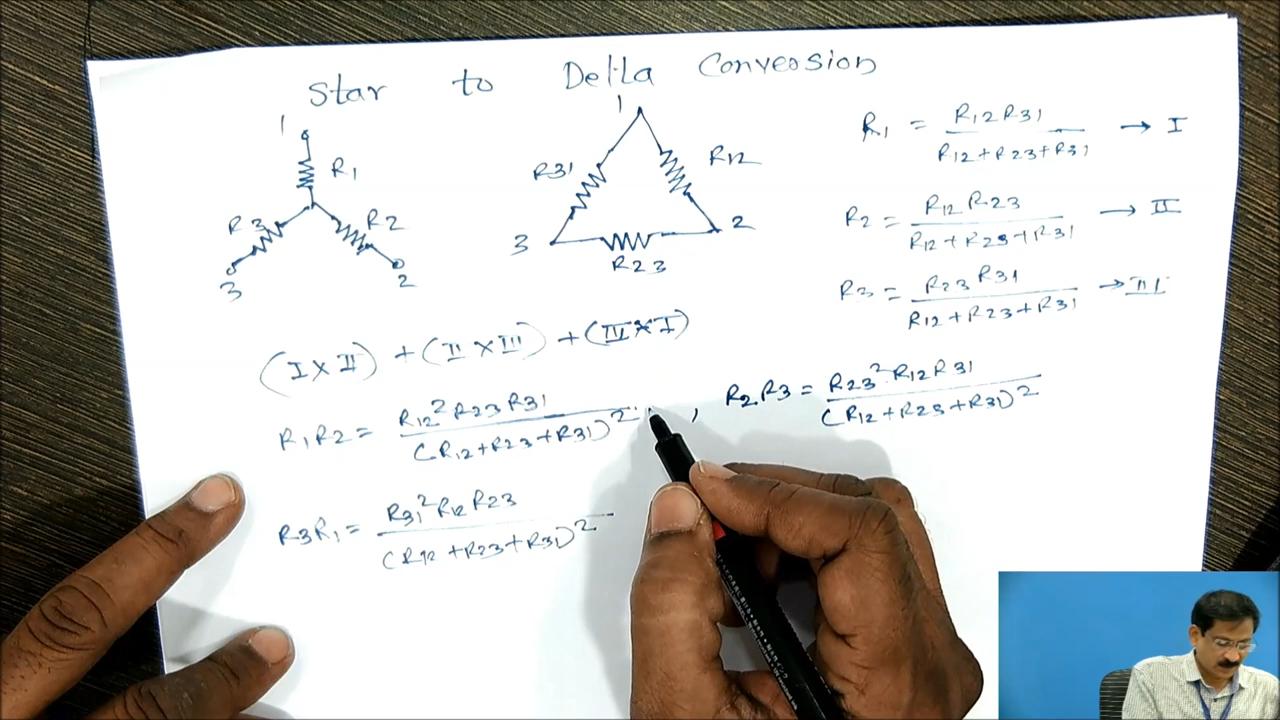 Star to Delta Conversion
1
R1
R3
R2
3
2
1
R31
R12
3
2
R23
R1 = R12 R31 / R12 + R23 + R31 → I
R2 = R12 R23 / R12 + R23 + R31 → II
R3 = R23 R31 / R12 + R23 + R31 → III
(I × II) + (II × III) + (III × I)
R1R2 = R12² R23 R31 / (R12 + R23 + R31)² , R2R3 = R23² R12 R31 / (R12 + R23 + R31)²
R3R1 = R31² R12 R23 / (R12 + R23 + R31)²